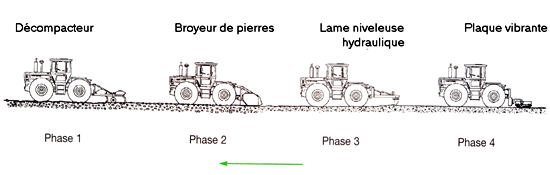 Décompacteur
Broyeur de pierres
Lame niveleuse
hydraulique
Plaque vibrante
Phase 1
Phase 2
Phase 3
Phase 4